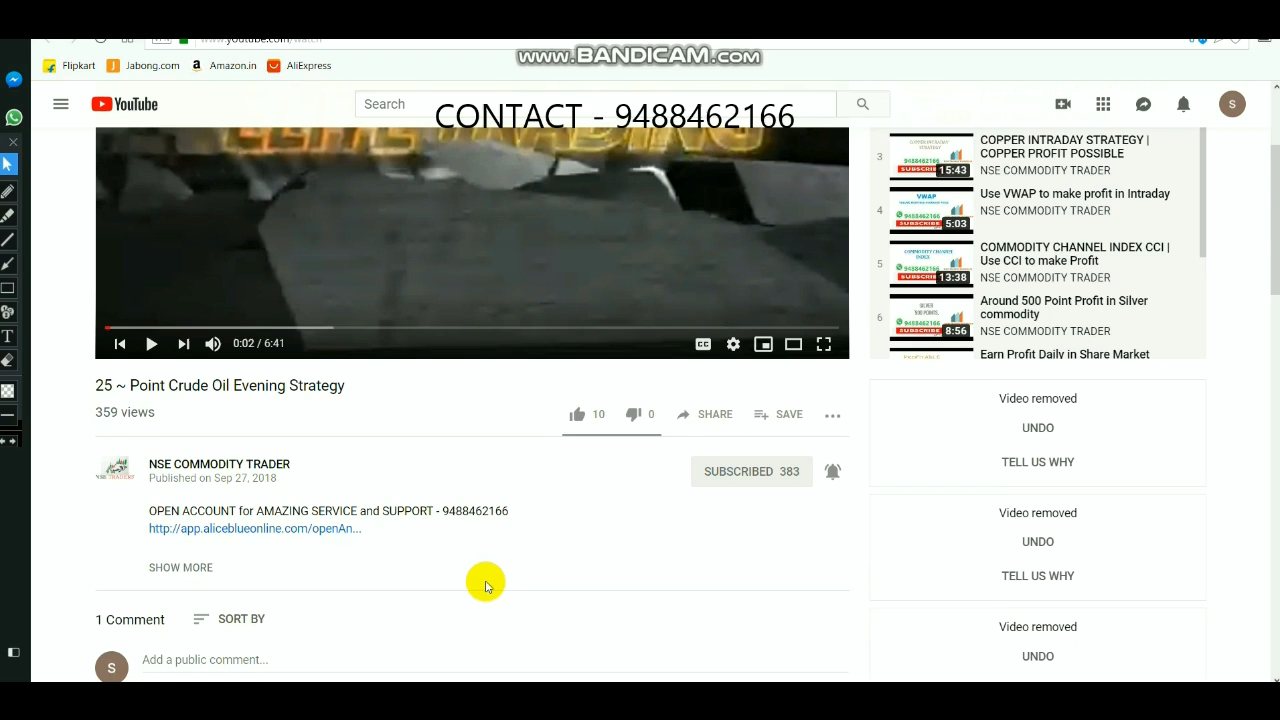 www.BANDICAM.com
Flipkart
Jabong.com
Amazon.in
AliExpress
YouTube
Search
CONTACT - 9488462166
S
3
COPPER INTRADAY STRATEGY |
COPPER PROFIT POSSIBLE
NSE COMMODITY TRADER
15:43
4
VWAP
Use VWAP to make profit in Intraday
NSE COMMODITY TRADER
5:03
5
COMMODITY CHANNEL INDEX CCI |
Use CCI to make Profit
NSE COMMODITY TRADER
13:38
6
Around 500 Point Profit in Silver
commodity
NSE COMMODITY TRADER
8:56
Earn Profit Daily in Share Market
0:02 / 6:41
CC
25 ~ Point Crude Oil Evening Strategy
359 views
10
0
SHARE
SAVE
NSE COMMODITY TRADER
Published on Sep 27, 2018
SUBSCRIBED 383
OPEN ACCOUNT for AMAZING SERVICE and SUPPORT - 9488462166
http://app.aliceblueonline.com/openAn...
SHOW MORE
1 Comment
SORT BY
S
Add a public comment...
Video removed
UNDO
TELL US WHY
Video removed
UNDO
TELL US WHY
Video removed
UNDO